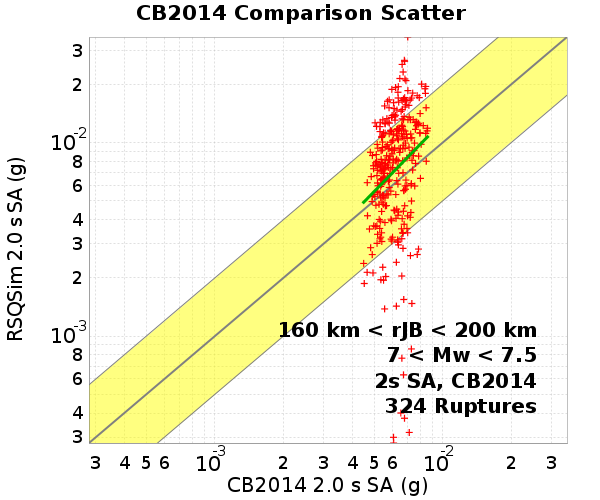 CB2014 Comparison Scatter
RSQSim 2.0 s SA (g)
3
2
10⁻²
8
6
4
3
2
10⁻³
8
6
4
3
160 km < rJB < 200 km
7 < Mw < 7.5
2s SA, CB2014
324 Ruptures
3 4 5 6 10⁻³ 2 3 4 5 6 10⁻² 2 3
CB2014 2.0 s SA (g)